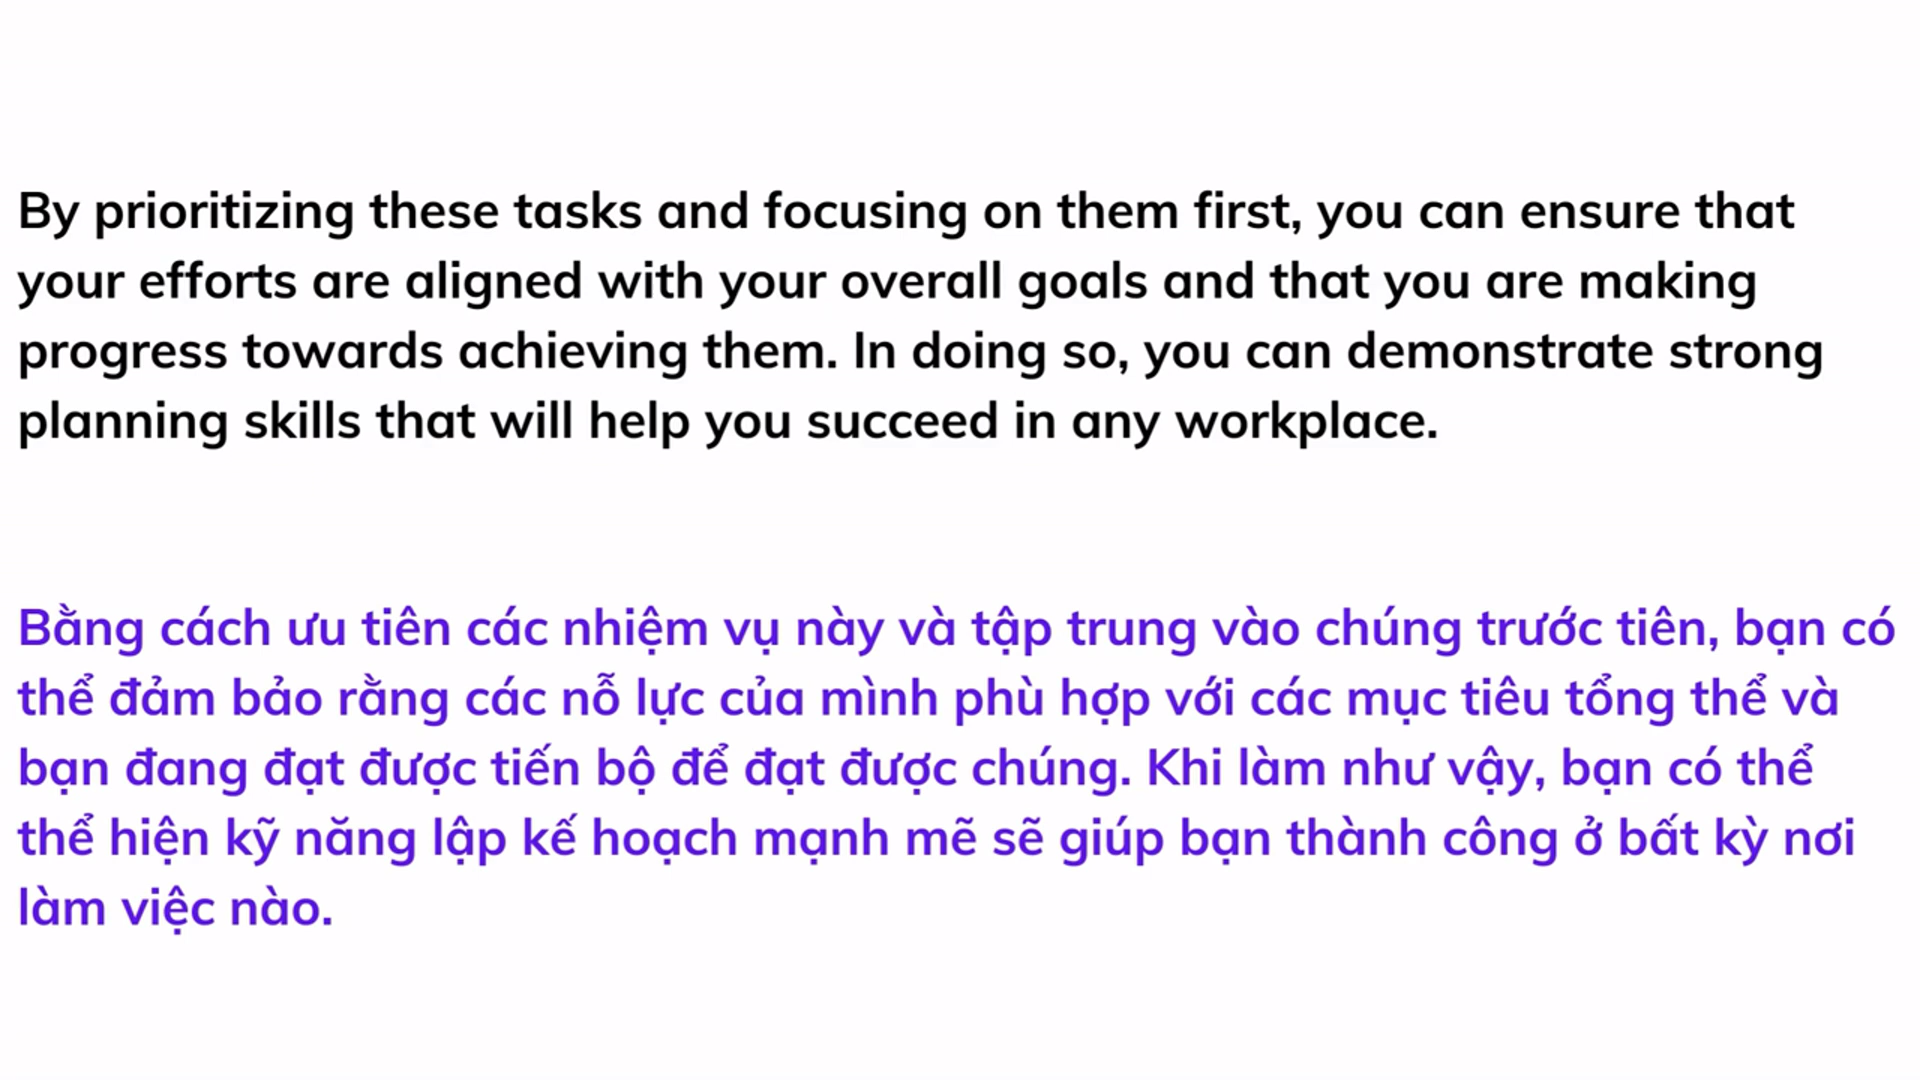 By prioritizing these tasks and focusing on them first, you can ensure that
your efforts are aligned with your overall goals and that you are making
progress towards achieving them. In doing so, you can demonstrate strong
planning skills that will help you succeed in any workplace.
Bằng cách ưu tiên các nhiệm vụ này và tập trung vào chúng trước tiên, bạn có
thể đảm bảo rằng các nỗ lực của mình phù hợp với các mục tiêu tổng thể và
bạn đang đạt được tiến bộ để đạt được chúng. Khi làm như vậy, bạn có thể
thể hiện kỹ năng lập kế hoạch mạnh mẽ sẽ giúp bạn thành công ở bất kỳ nơi
làm việc nào.